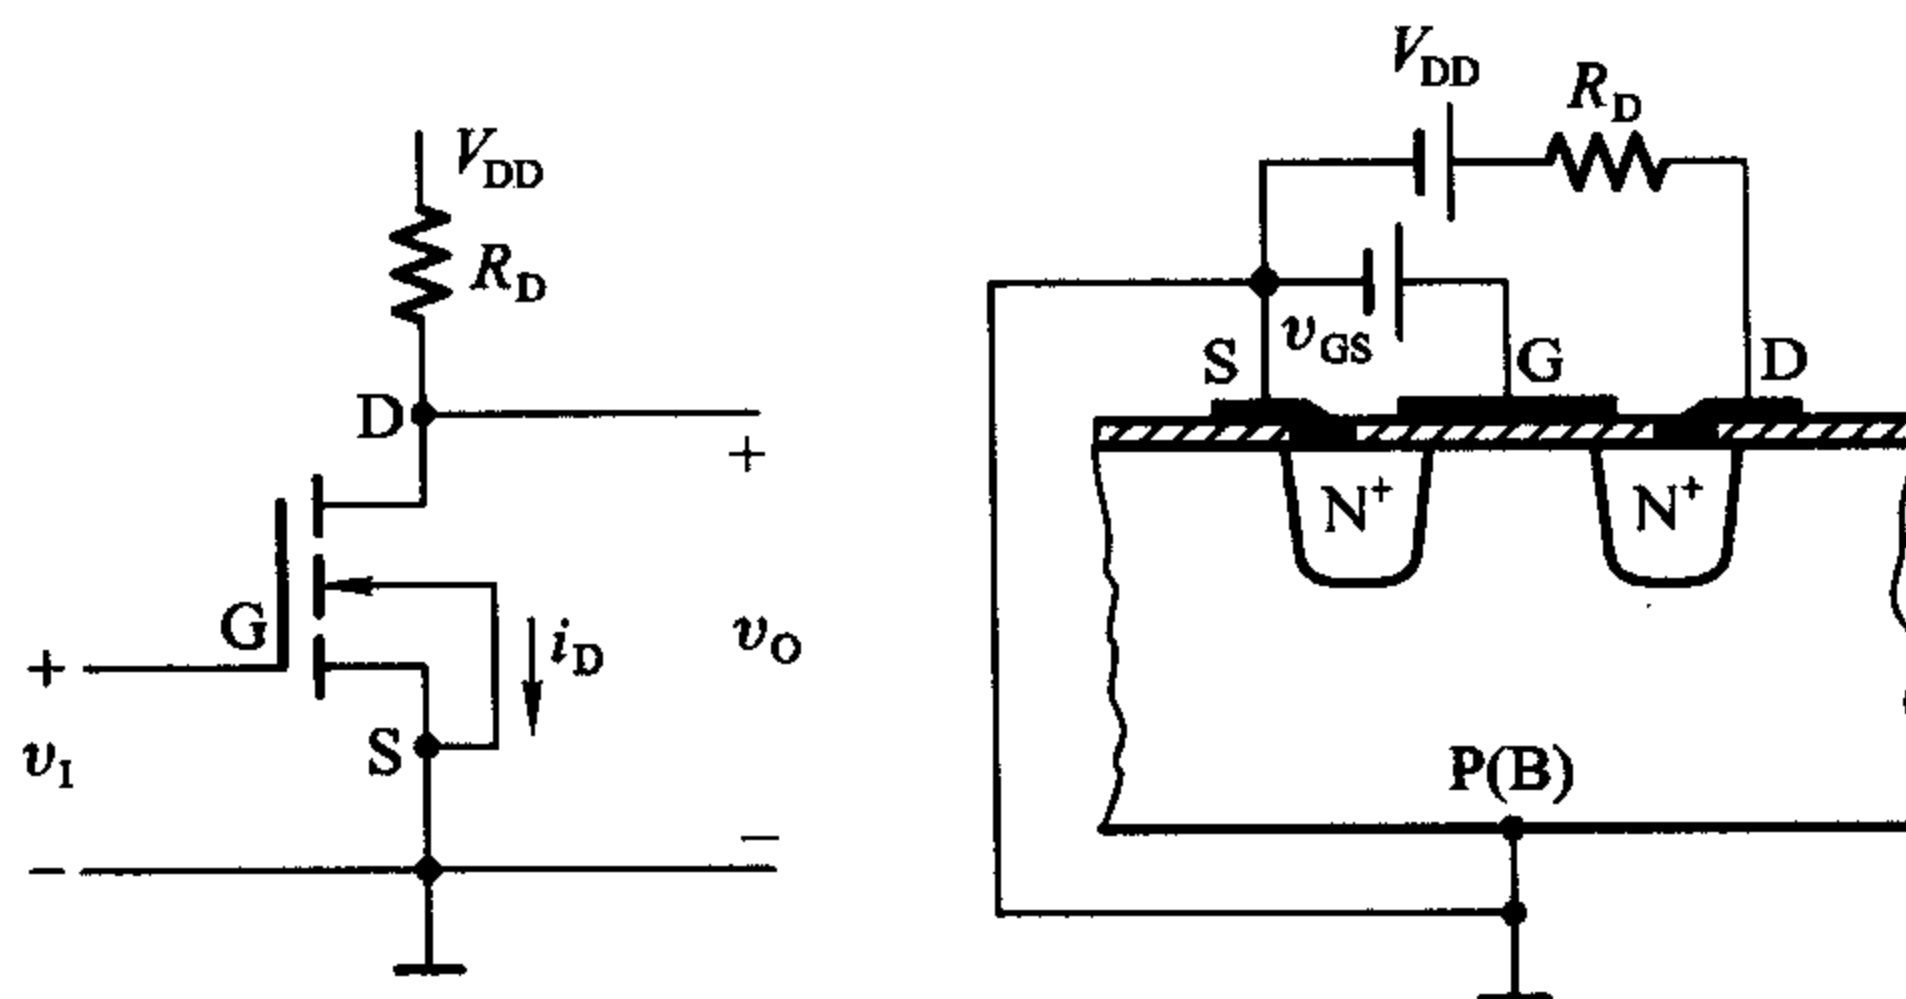 V_DD
R_D
D
+
G
i_D
v_O
+
S
v_I
−
−
V_DD
R_D
v_GS
S
G
D
N⁺
N⁺
P(B)